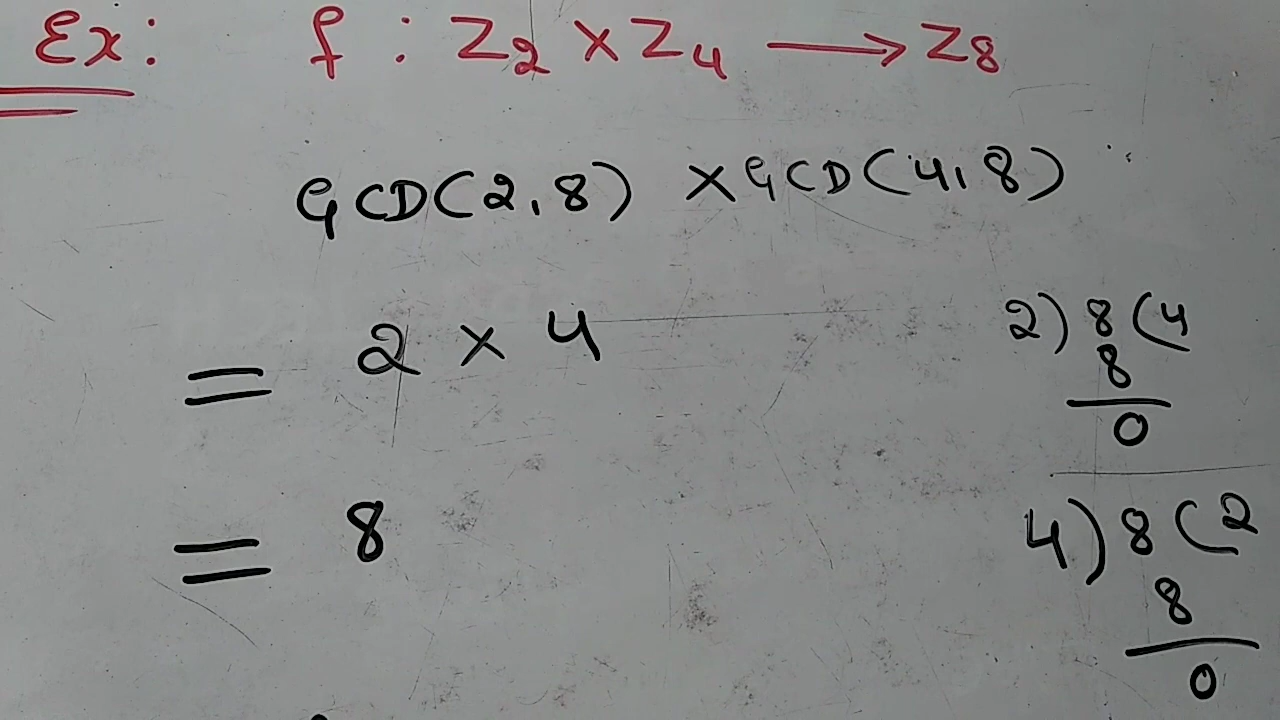 Ex: f : Z2 × Z4 ⟶ Z8
GCD(2,8) × GCD(4,8)
= 2 × 4
= 8
2) 8 (4
8
0
4) 8 (2
8
0